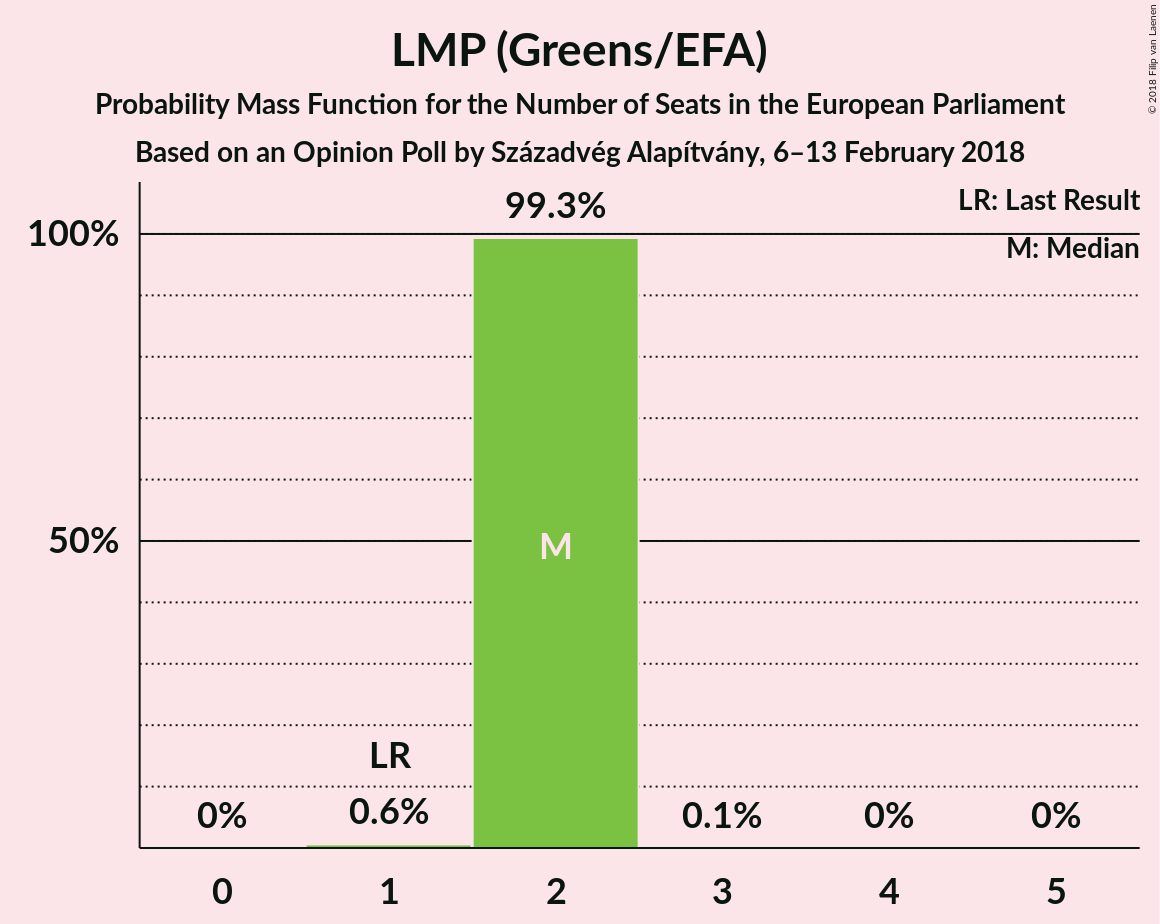 LMP (Greens/EFA)
Probability Mass Function for the Number of Seats in the European Parliament
Based on an Opinion Poll by Századvég Alapítvány, 6–13 February 2018
© 2018 Filip van Laenen
LR: Last Result
M: Median
99.3%
100%
50%
M
LR
0%
0.6%
0.1%
0%
0%
0 1 2 3 4 5